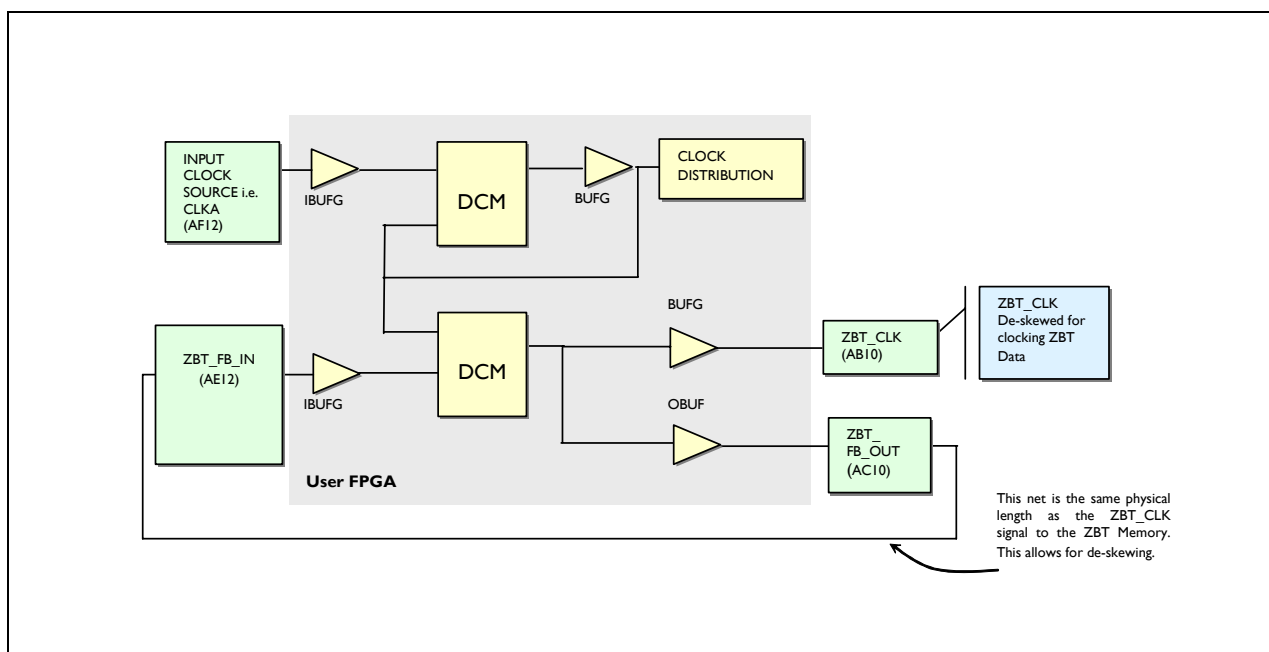 INPUT
CLOCK
SOURCE i.e.
CLKA
(AF12)
IBUFG
DCM
BUFG
CLOCK
DISTRIBUTION
ZBT_FB_IN
(AE12)
IBUFG
DCM
BUFG
OBUF
ZBT_CLK
(AB10)
ZBT_CLK
De-skewed for
clocking ZBT
Data
ZBT_
FB_OUT
(AC10)
User FPGA
This net is the same physical
length as the ZBT_CLK
signal to the ZBT Memory.
This allows for de-skewing.